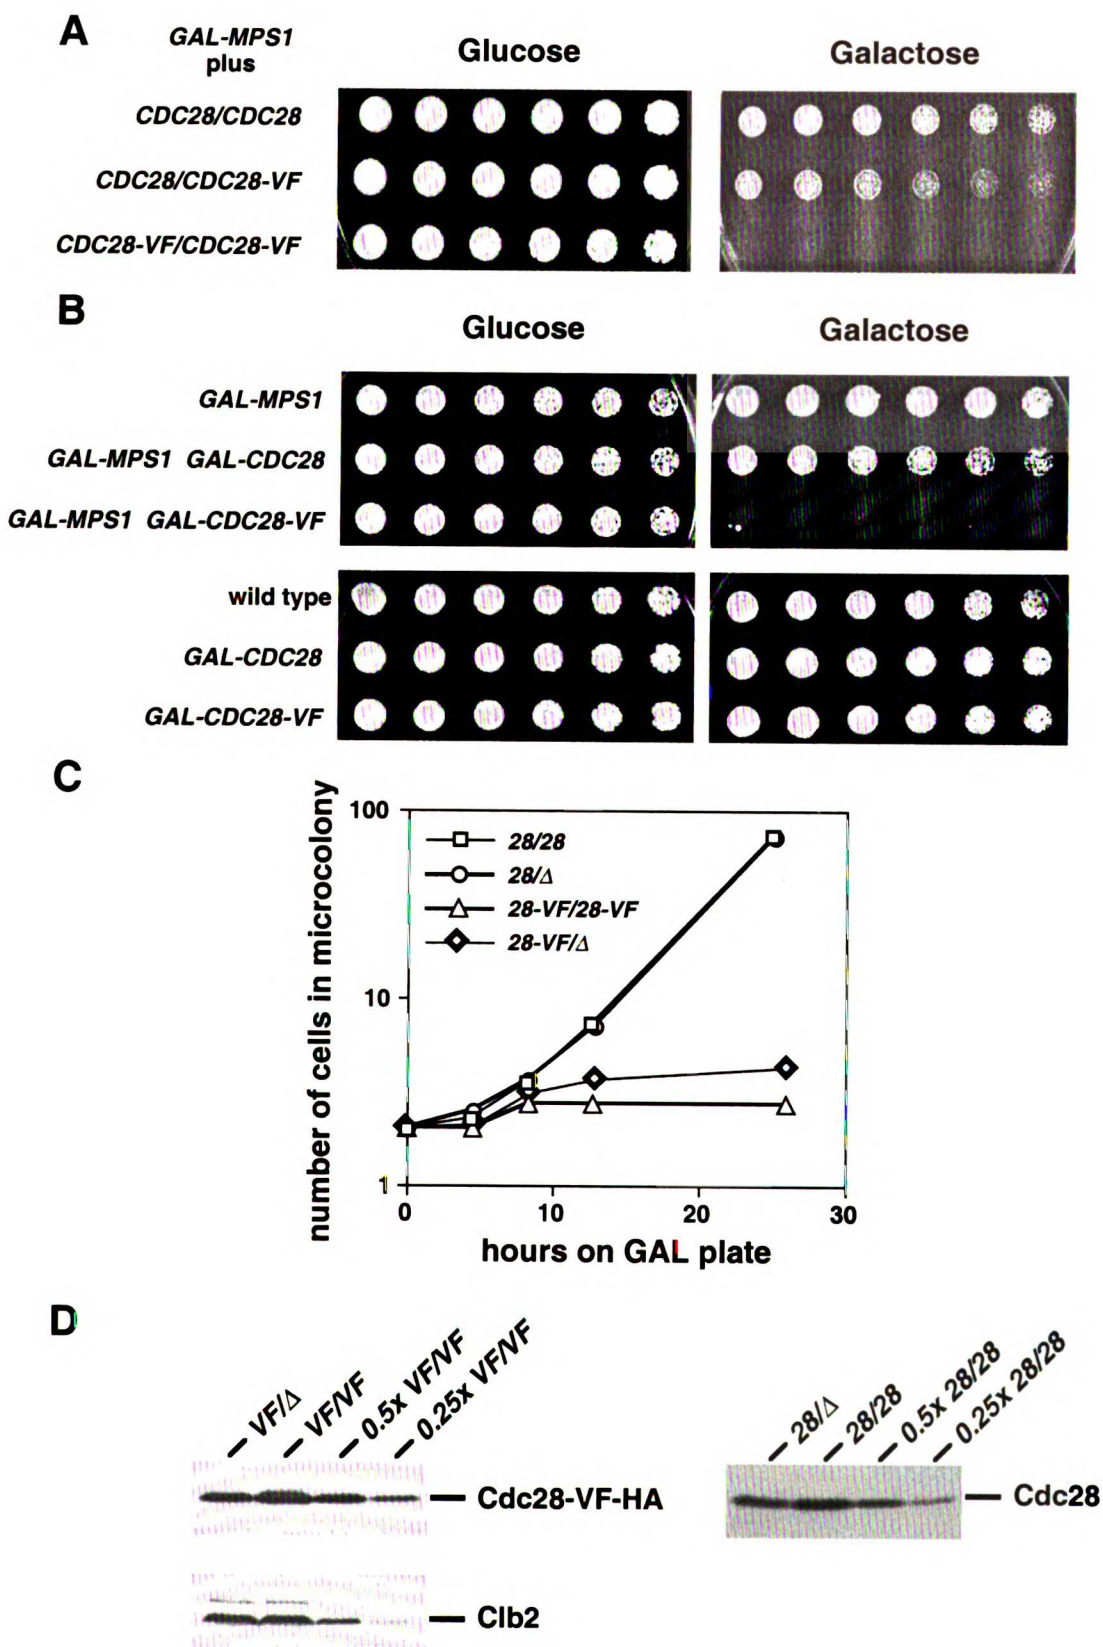 A
GAL-MPS1
plus
Glucose
Galactose
CDC28/CDC28
CDC28/CDC28-VF
CDC28-VF/CDC28-VF
B
Glucose
Galactose
GAL-MPS1
GAL-MPS1 GAL-CDC28
GAL-MPS1 GAL-CDC28-VF
wild type
GAL-CDC28
GAL-CDC28-VF
C
number of cells in microcolony
100
10
1
28/28
28/Δ
28-VF/28-VF
28-VF/Δ
0
10
20
30
hours on GAL plate
D
VF/Δ
VF/VF
0.5x VF/VF
0.25x VF/VF
Cdc28-VF-HA
Clb2
28/Δ
28/28
0.5x 28/28
0.25x 28/28
Cdc28